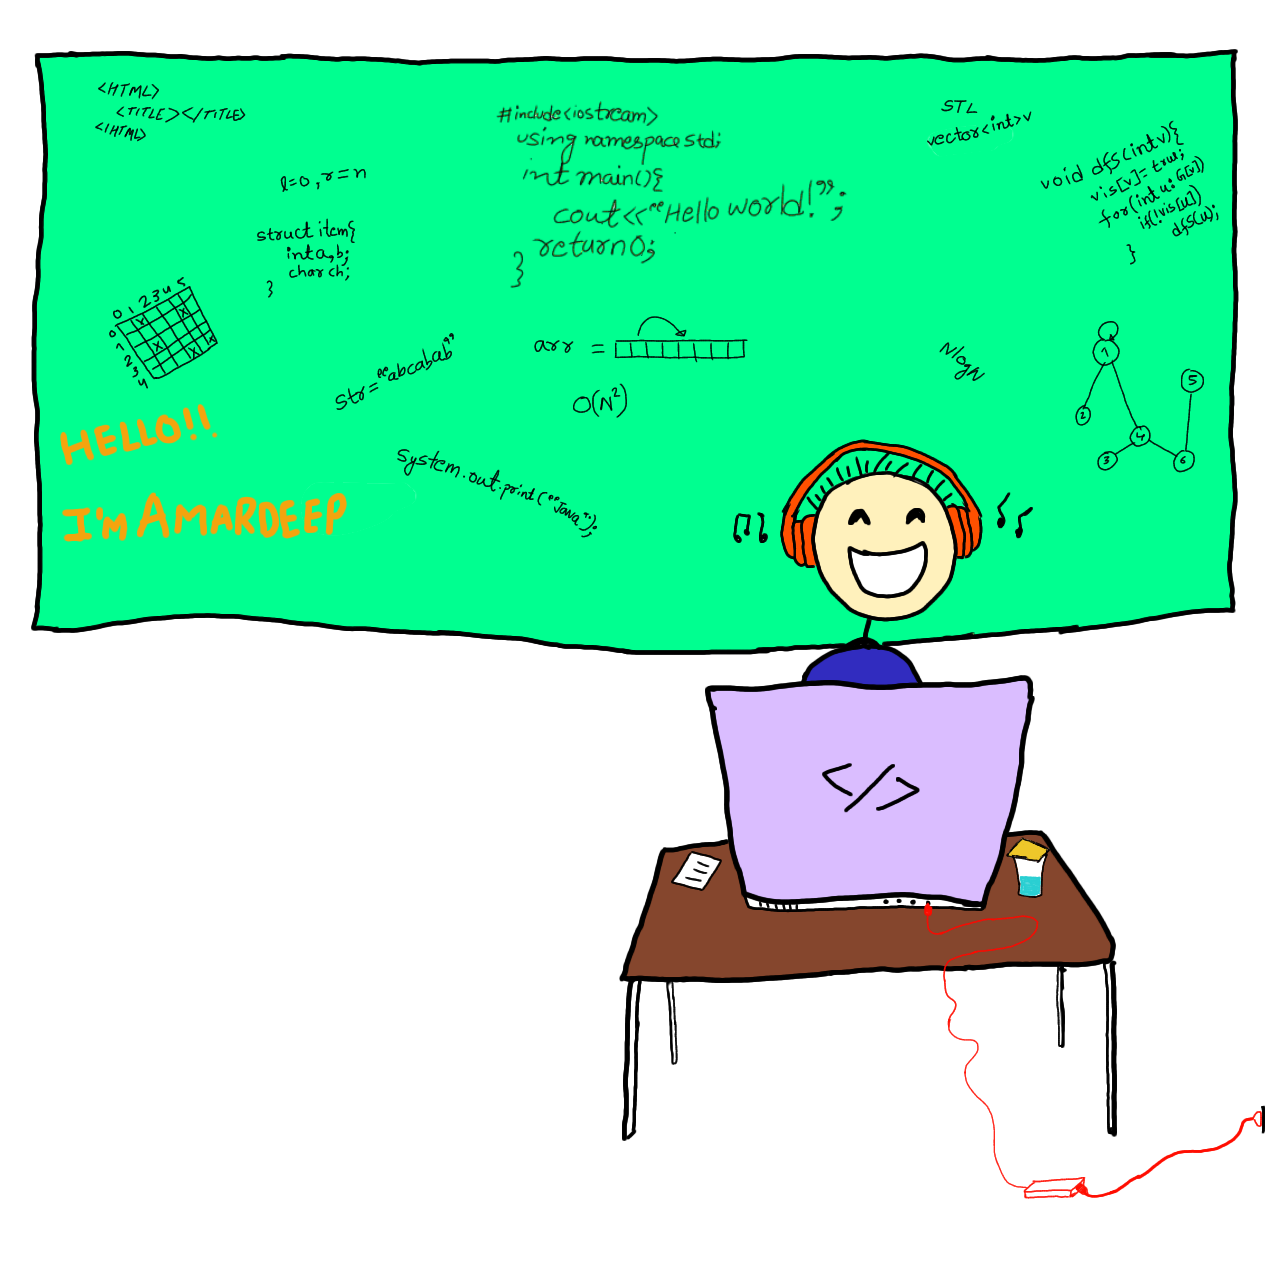 <HTML>
<TITLE></TITLE>
</HTML>
l=0,r=n
struct item{
int a,b;
char ch;
}
#include<iostream>
using namespace std;
int main(){
cout<<"Hello world!";
return 0;
}
STL
vector<int>v
void dfs(int v){
vis[v]=true;
for(int u:G[v])
if(!vis[u])
dfs(u);
}
0 1 2 3 4 5
0
1
2
3
4
x x
x
x x
str="abcabab"
arr =
O(N²)
NlogN
1
2
4
3
6
5
System.out.print("Java");
HELLO!!
I'm AMARDEEP
</>